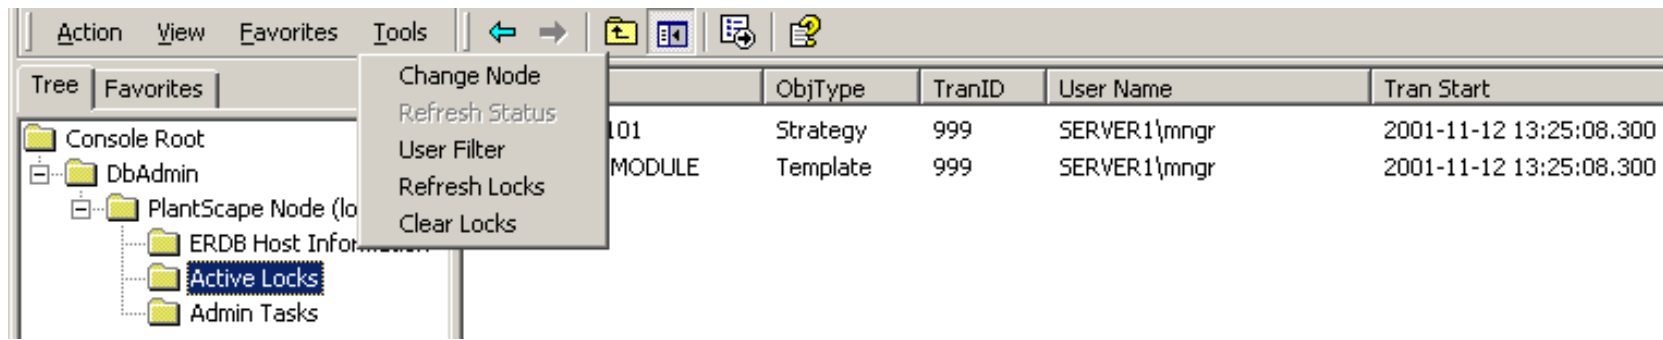 Action View Favorites Tools
Tree Favorites
Change Node
Refresh Status
User Filter
Refresh Locks
Clear Locks
ObjType TranID User Name Tran Start
101 Strategy 999 SERVER1\mngr 2001-11-12 13:25:08.300
MODULE Template 999 SERVER1\mngr 2001-11-12 13:25:08.300
Console Root
DbAdmin
PlantScape Node (lo
ERDB Host Information
Active Locks
Admin Tasks